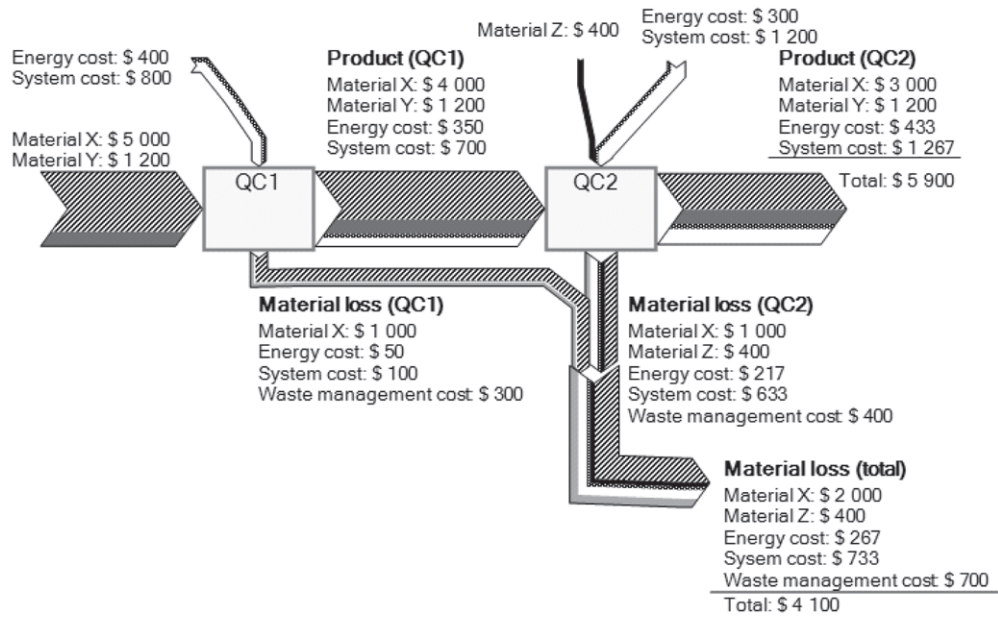 Energy cost: $ 400
System cost: $ 800
Material X: $ 5 000
Material Y: $ 1 200
QC1
Product (QC1)
Material X: $ 4 000
Material Y: $ 1 200
Energy cost: $ 350
System cost: $ 700
Material Z: $ 400
Energy cost: $ 300
System cost: $ 1 200
QC2
Product (QC2)
Material X: $ 3 000
Material Y: $ 1 200
Energy cost: $ 433
System cost: $ 1 267
Total: $ 5 900
Material loss (QC1)
Material X: $ 1 000
Energy cost: $ 50
System cost: $ 100
Waste management cost $ 300
Material loss (QC2)
Material X: $ 1 000
Material Z: $ 400
Energy cost: $ 217
System cost: $ 633
Waste management cost $ 400
Material loss (total)
Material X: $ 2 000
Material Z: $ 400
Energy cost: $ 267
Sysem cost: $ 733
Waste management cost $ 700
Total: $ 4 100